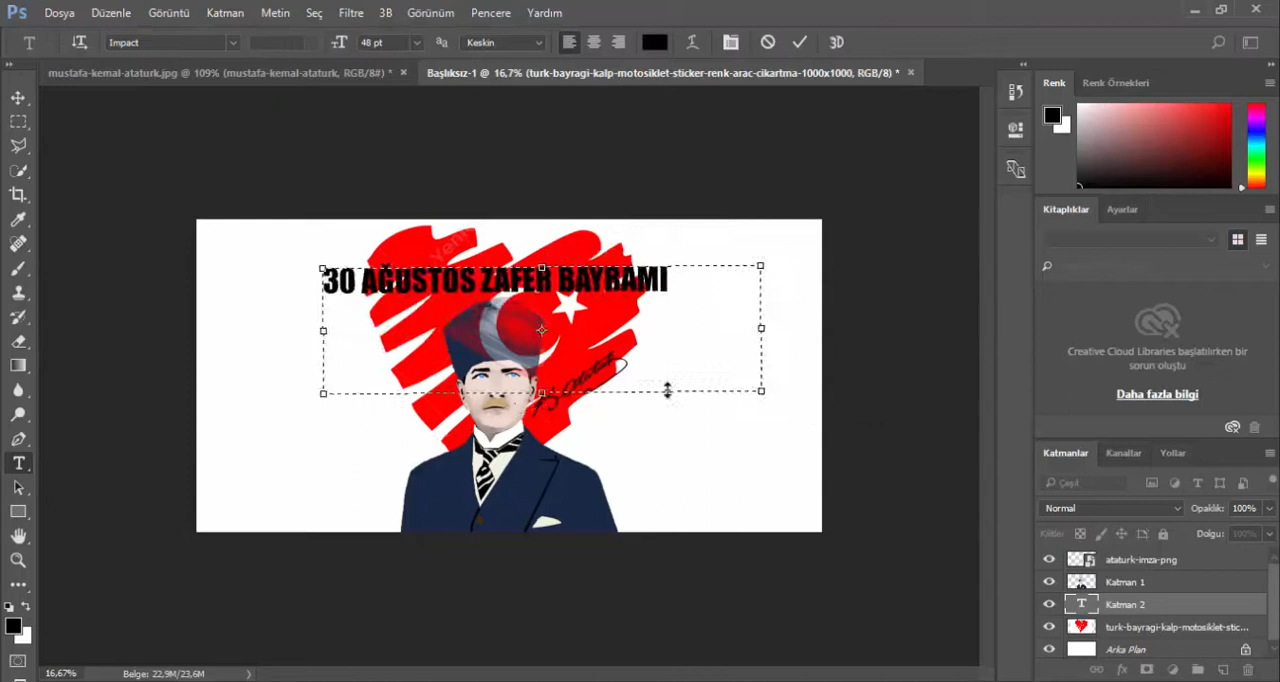 Ps Dosya Düzenle Görüntü Katman Metin Seç Filtre 3B Görünüm Pencere Yardım
T Impact 48 pt aa Keskin 3D
mustafa-kemal-ataturk.jpg @ 109% (mustafa-kemal-ataturk, RGB/8#) * × Başlıksız-1 @ 16,7% (turk-bayragi-kalp-motosiklet-sticker-renk-arac-cikartma-1000x1000, RGB/8) * ×
Renk Renk Örnekleri
Kitaplıklar Ayarlar
30 AĞUSTOS ZAFER BAYRAMI
Creative Cloud Libraries başlatılırken bir
sorun oluştu
Daha fazla bilgi
Katmanlar Kanallar Yollar
Çeşit
Normal Opaklık: 100%
Kilitler: Dolgu: 100%
ataturk-imza-png
Katman 1
T Katman 2
turk-bayragi-kalp-motosiklet-stic...
Arka Plan
16,67% Belge: 22,9M/23,6M